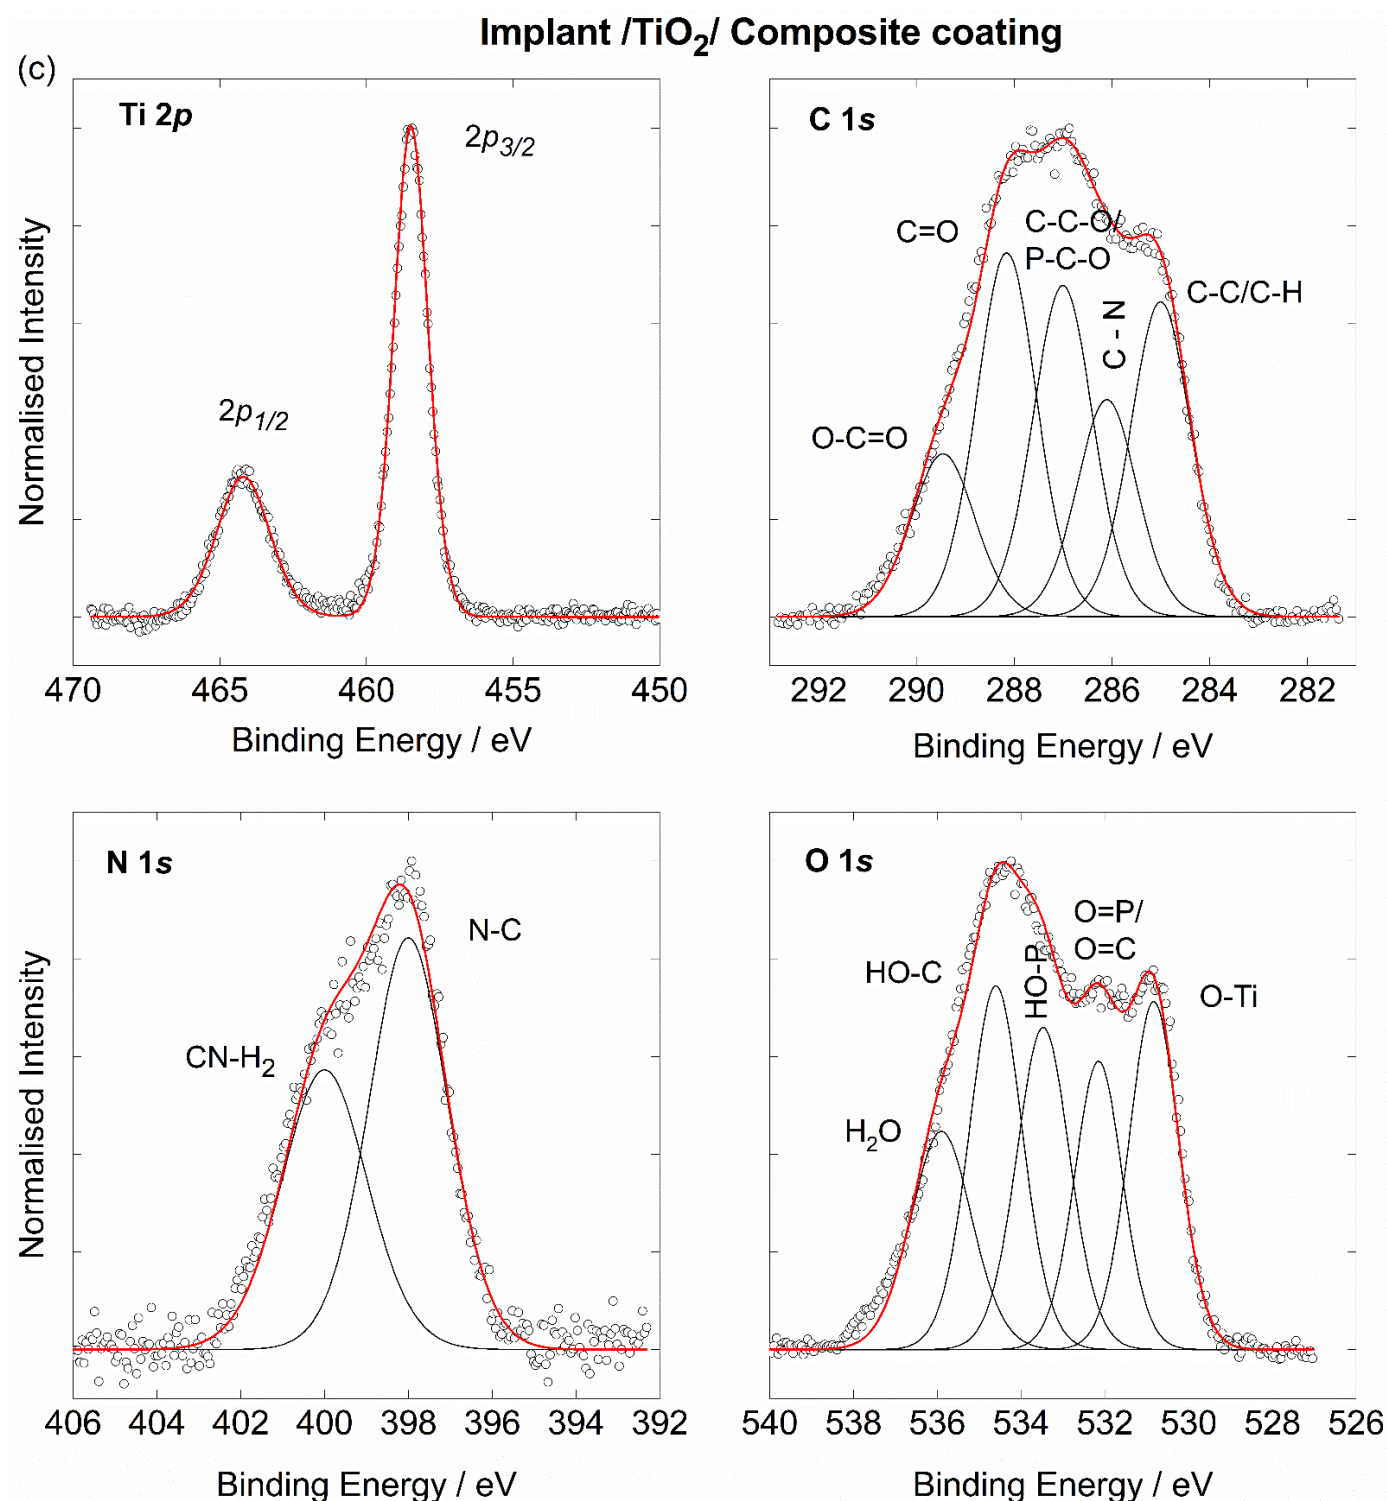 Implant /TiO₂/ Composite coating
(c)
Ti 2p
2p3/2
2p1/2
Normalised Intensity
470 465 460 455 450
Binding Energy / eV
C 1s
C=O
C-C-O/
P-C-O
C - N
C-C/C-H
O-C=O
292 290 288 286 284 282
Binding Energy / eV
N 1s
N-C
CN-H₂
Normalised Intensity
406 404 402 400 398 396 394 392
Binding Energy / eV
O 1s
O=P/
O=C
HO-C
HO-P
O-Ti
H₂O
540 538 536 534 532 530 528 526
Binding Energy / eV